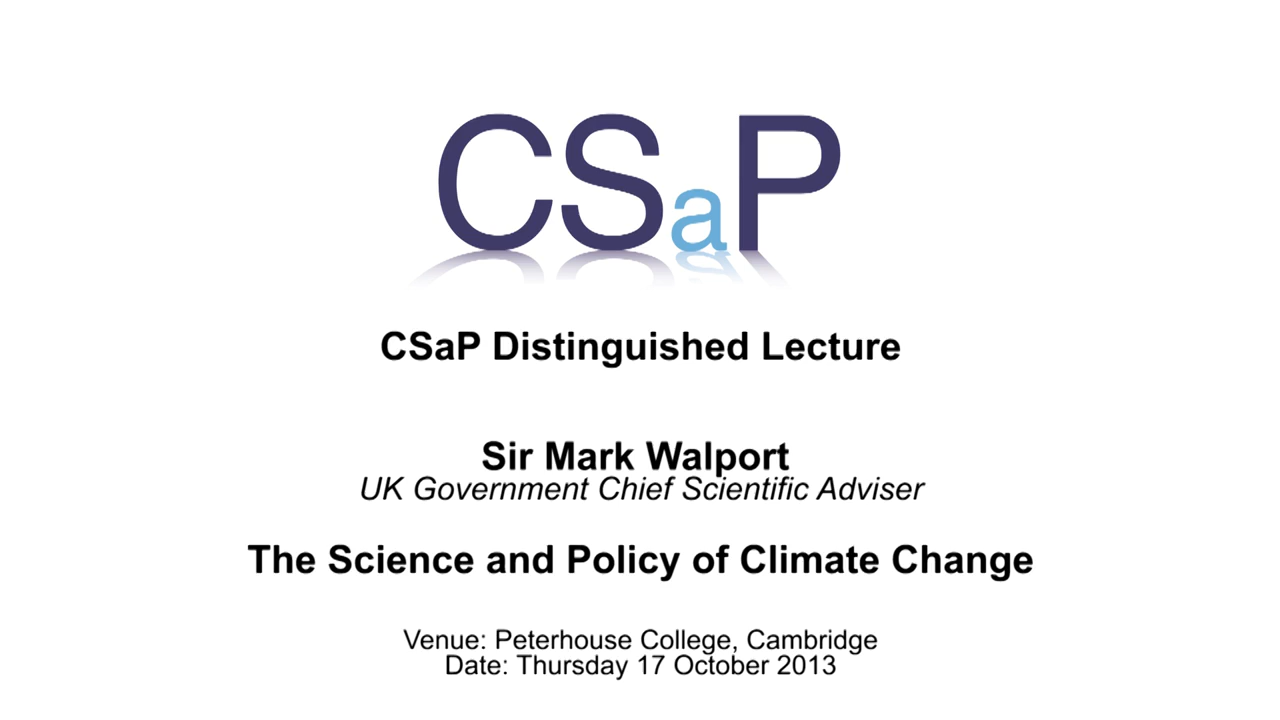 CSaP
CSaP Distinguished Lecture
Sir Mark Walport
UK Government Chief Scientific Adviser
The Science and Policy of Climate Change
Venue: Peterhouse College, Cambridge
Date: Thursday 17 October 2013